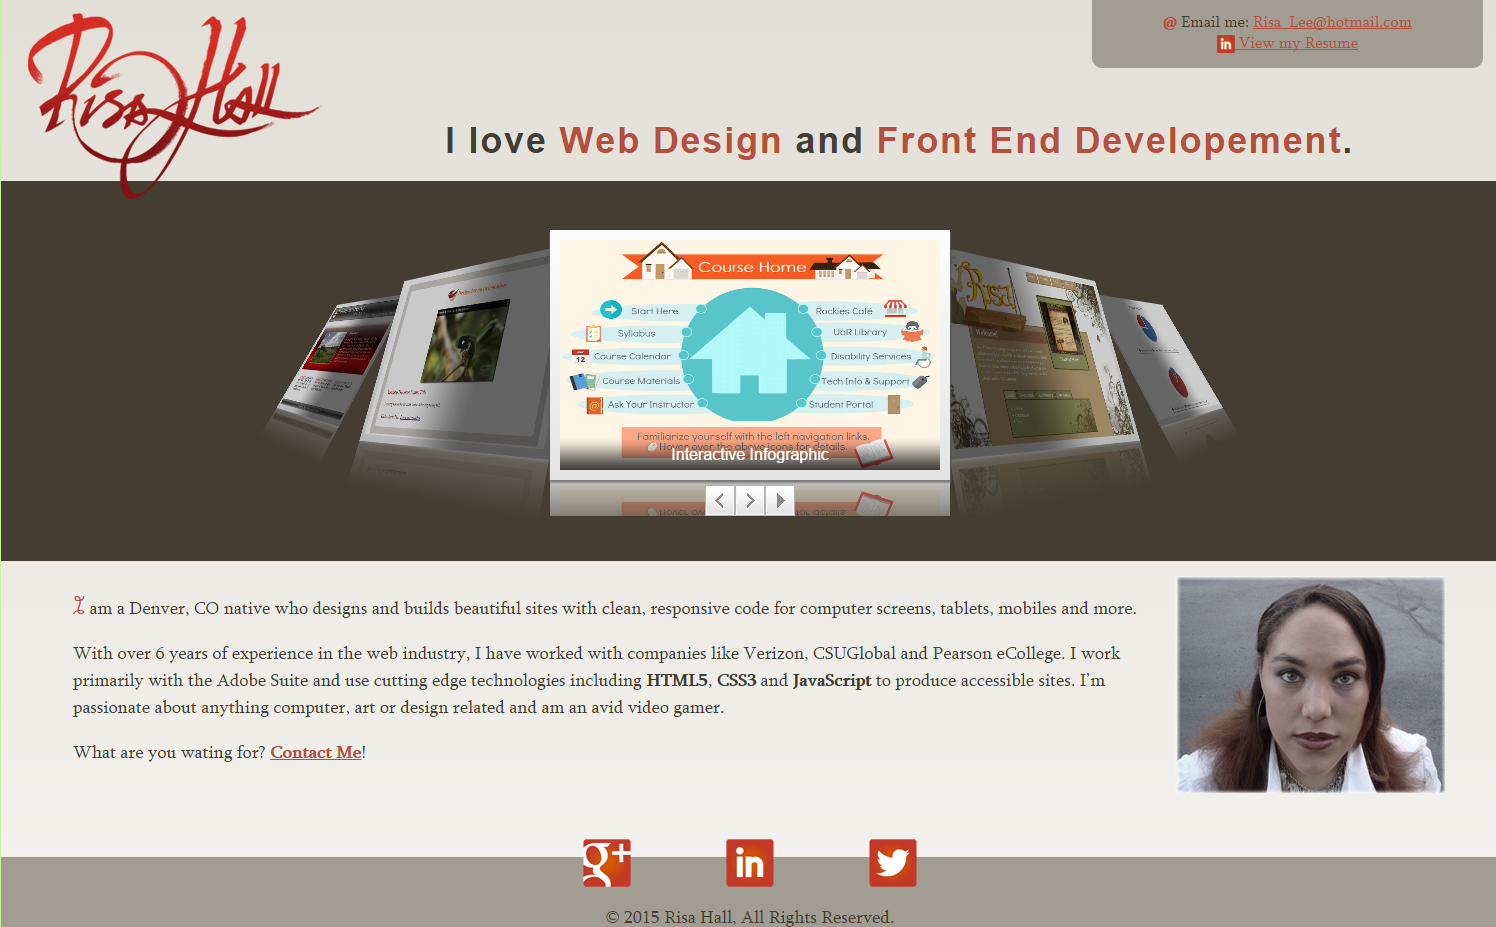 Risa Hall
@ Email me: Risa_Lee@hotmail.com
in View my Resume
I love Web Design and Front End Developement.
Course Home
Start Here
Syllabus
Course Calendar
Course Materials
Ask Your Instructor
Rockies Café
UoR Library
Disability Services
Tech Info & Support
Student Portal
Familiarize yourself with the left navigation links.
Hover over the above icons for details.
Interactive Infographic
Risa
I am a Denver, CO native who designs and builds beautiful sites with clean, responsive code for computer screens, tablets, mobiles and more.
With over 6 years of experience in the web industry, I have worked with companies like Verizon, CSUGlobal and Pearson eCollege. I work
primarily with the Adobe Suite and use cutting edge technologies including HTML5, CSS3 and JavaScript to produce accessible sites. I'm
passionate about anything computer, art or design related and am an avid video gamer.
What are you wating for? Contact Me!
g+ in
© 2015 Risa Hall, All Rights Reserved.